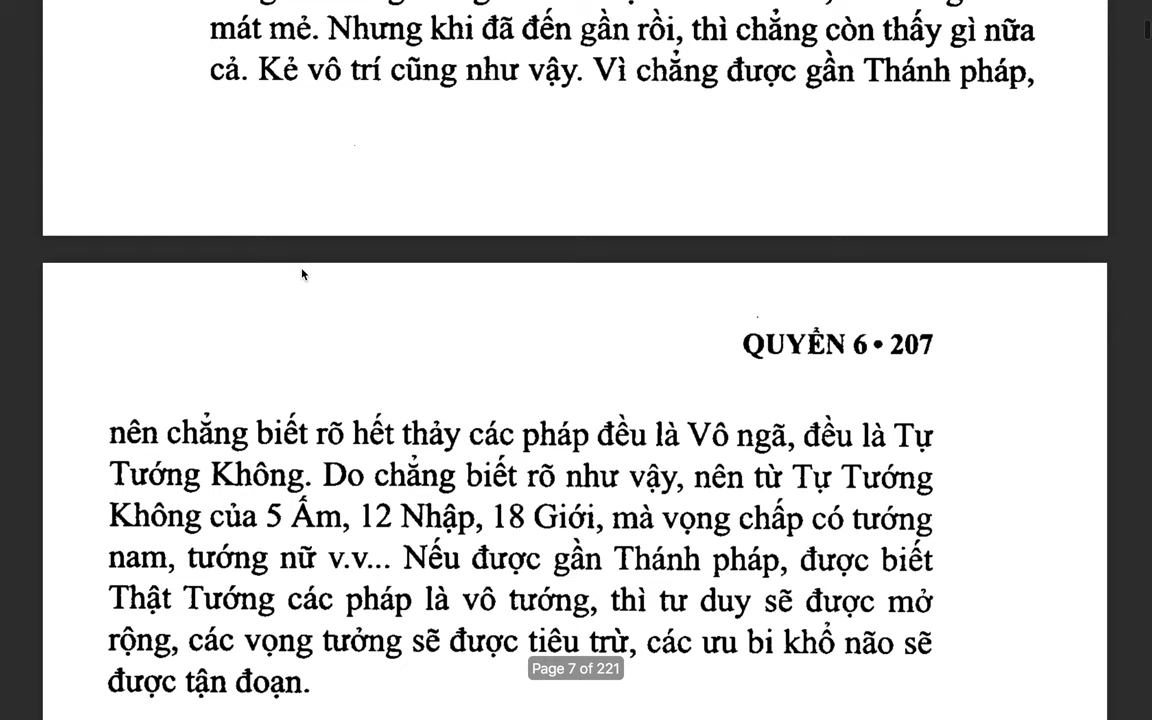 mát mẻ. Nhưng khi đã đến gần rồi, thì chẳng còn thấy gì nữa
cả. Kẻ vô trí cũng như vậy. Vì chẳng được gần Thánh pháp,
QUYỂN 6 • 207
nên chẳng biết rõ hết thảy các pháp đều là Vô ngã, đều là Tự
Tướng Không. Do chẳng biết rõ như vậy, nên từ Tự Tướng
Không của 5 Ấm, 12 Nhập, 18 Giới, mà vọng chấp có tướng
nam, tướng nữ v.v... Nếu được gần Thánh pháp, được biết
Thật Tướng các pháp là vô tướng, thì tư duy sẽ được mở
rộng, các vọng tưởng sẽ được tiêu trừ, các ưu bi khổ não sẽ
được tận đoạn.
Page 7 of 221